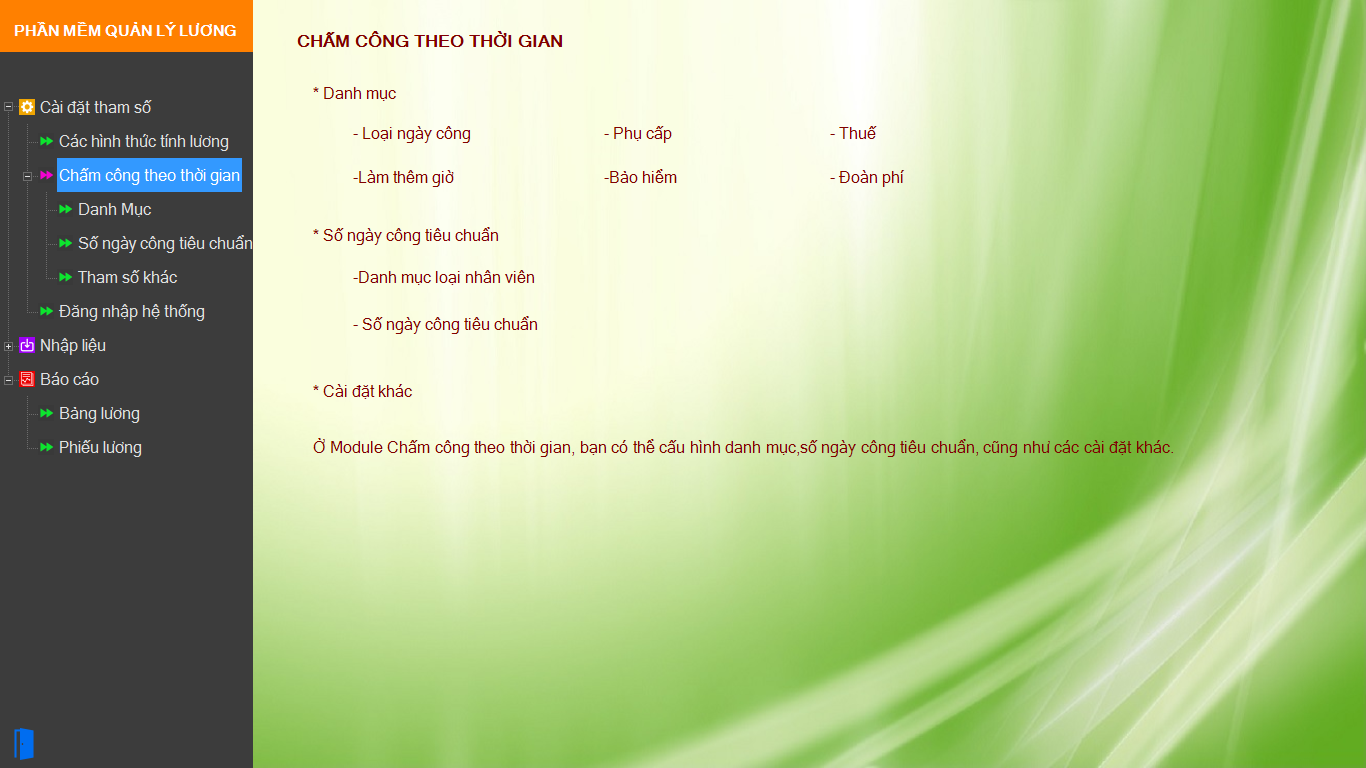 PHẦN MỀM QUẢN LÝ LƯƠNG
Cài đặt tham số
Các hình thức tính lương
Chấm công theo thời gian
Danh Mục
Số ngày công tiêu chuẩn
Tham số khác
Đăng nhập hệ thống
Nhập liệu
Báo cáo
Bảng lương
Phiếu lương
CHẤM CÔNG THEO THỜI GIAN
* Danh mục
- Loại ngày công - Phụ cấp - Thuế
-Làm thêm giờ -Bảo hiểm - Đoàn phí
* Số ngày công tiêu chuẩn
-Danh mục loại nhân viên
- Số ngày công tiêu chuẩn
* Cài đặt khác
Ở Module Chấm công theo thời gian, bạn có thể cấu hình danh mục,số ngày công tiêu chuẩn, cũng như các cài đặt khác.